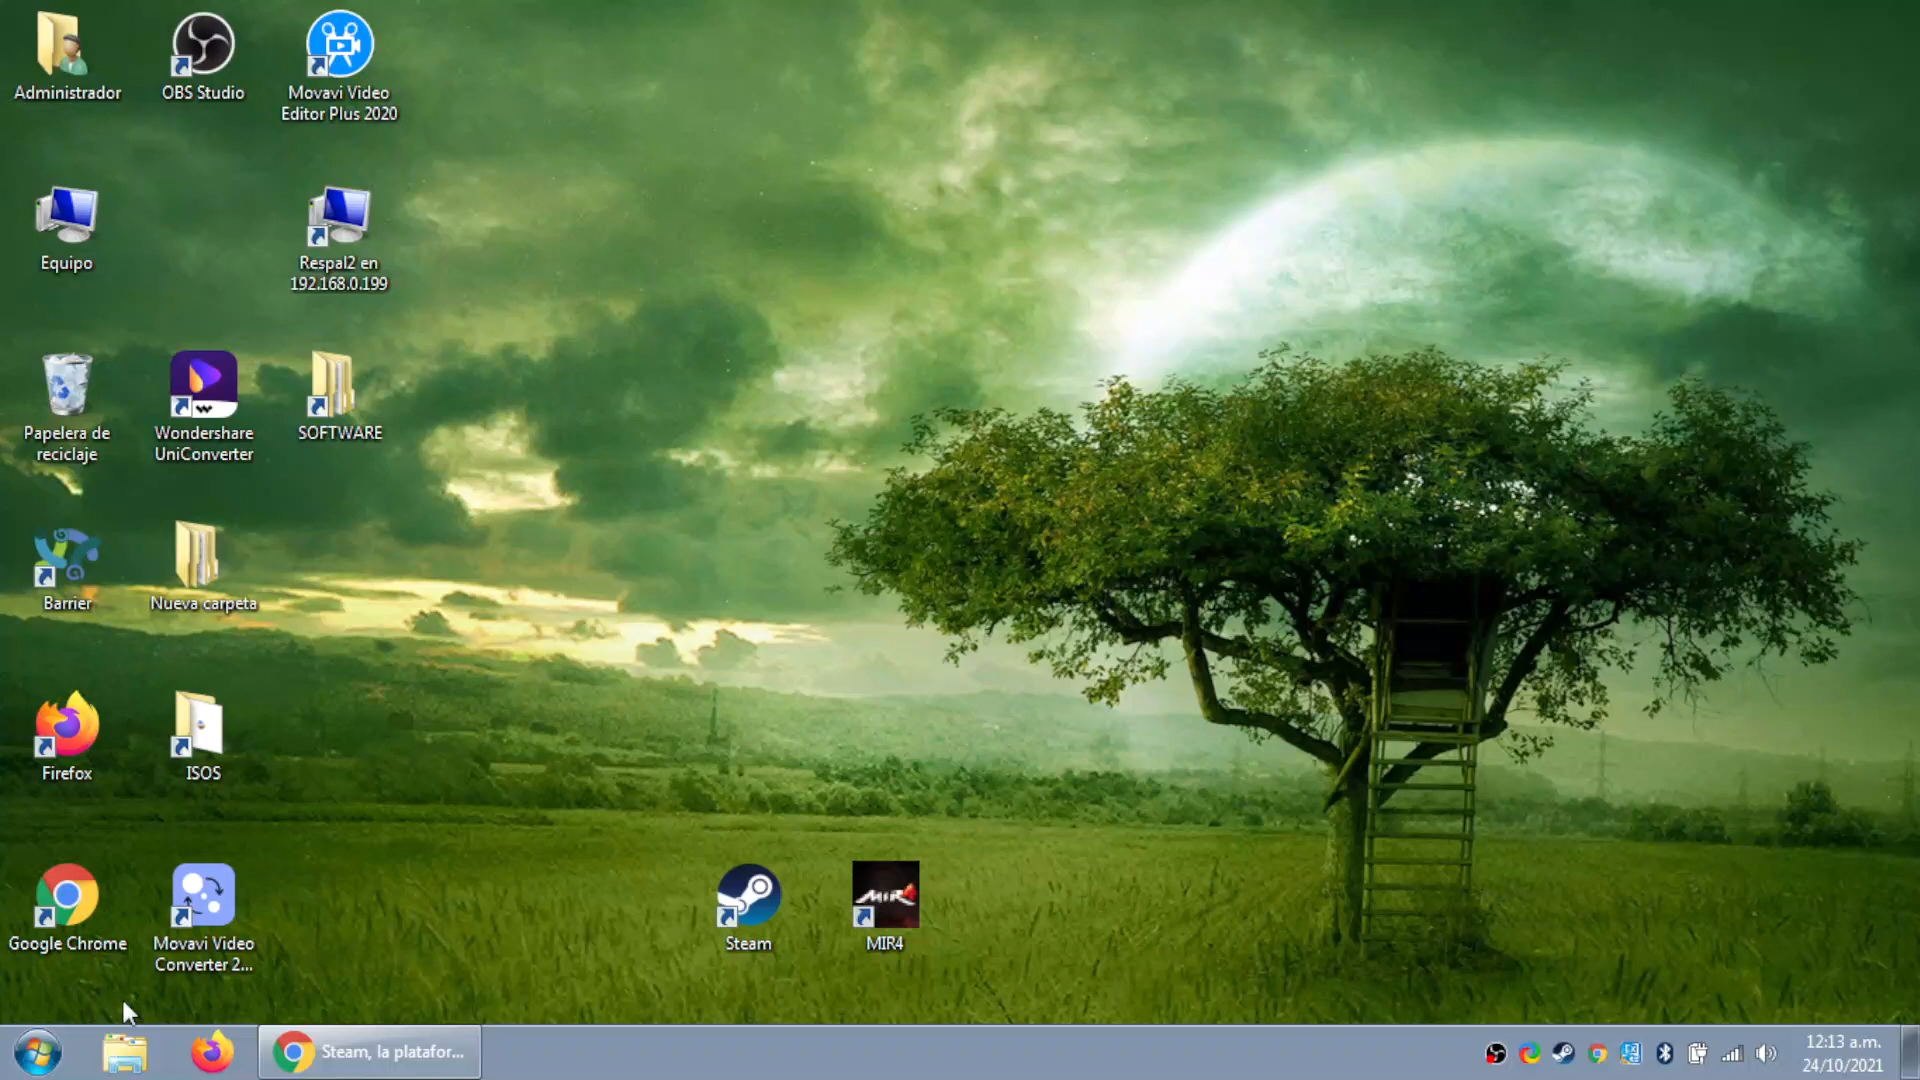 Administrador
OBS Studio
Movavi Video
Editor Plus 2020
Equipo
Respal2 en
192.168.0.199
Papelera de
reciclaje
Wondershare
UniConverter
SOFTWARE
Barrier
Nueva carpeta
Firefox
ISOS
Google Chrome
Movavi Video
Converter 2...
Steam
MIR4
MIR4
Steam, la platafor...
12:13 a.m.
24/10/2021